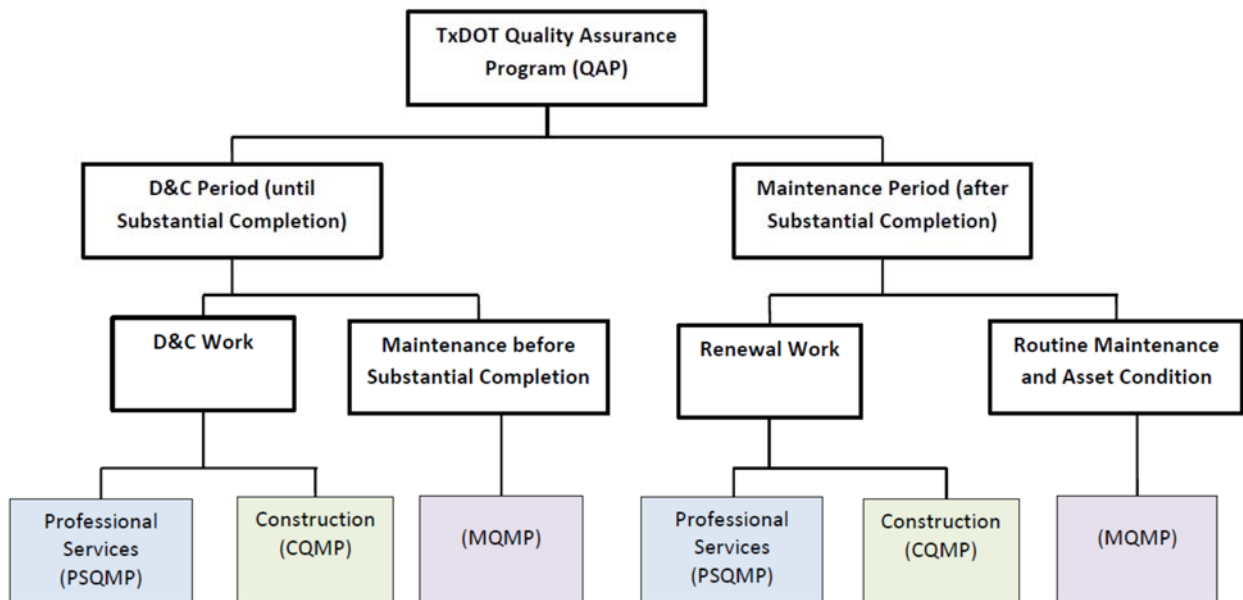 TxDOT Quality Assurance
Program (QAP)
D&C Period (until
Substantial Completion)
Maintenance Period (after
Substantial Completion)
D&C Work
Maintenance before
Substantial Completion
Renewal Work
Routine Maintenance
and Asset Condition
Professional
Services
(PSQMP)
Construction
(CQMP)
(MQMP)
Professional
Services
(PSQMP)
Construction
(CQMP)
(MQMP)